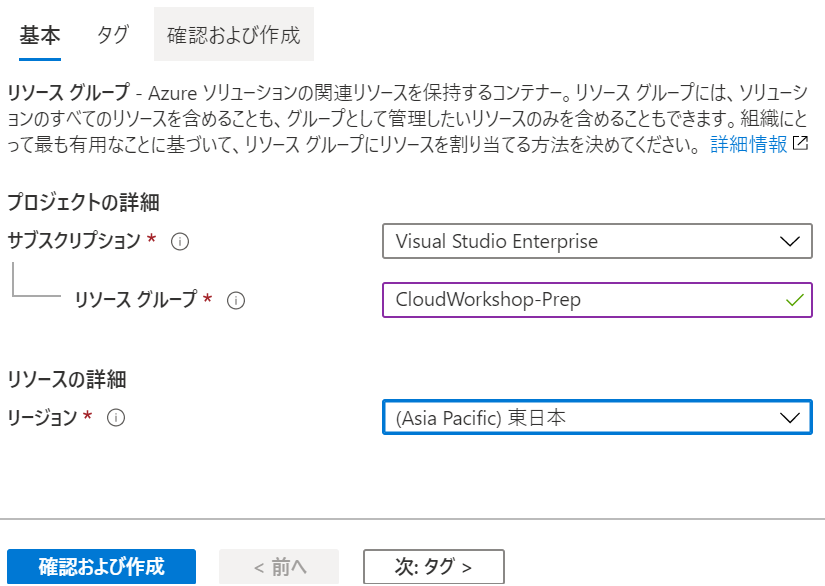 基本 タグ 確認および作成
リソース グループ - Azure ソリューションの関連リソースを保持するコンテナー。リソース グループには、ソリューシ
ョンのすべてのリソースを含めることも、グループとして管理したいリソースのみを含めることもできます。組織にと
って最も有用なことに基づいて、リソース グループにリソースを割り当てる方法を決めてください。 詳細情報
プロジェクトの詳細
サブスクリプション * Visual Studio Enterprise
リソース グループ * CloudWorkshop-Prep
リソースの詳細
リージョン * (Asia Pacific) 東日本
確認および作成 < 前へ 次: タグ >